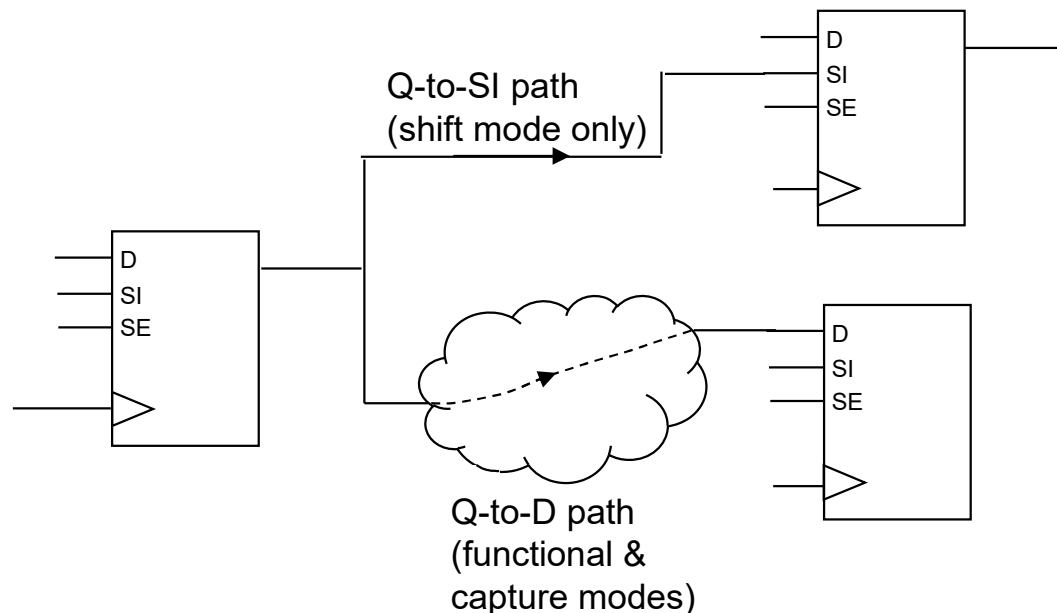 Q-to-SI path
(shift mode only)
D
SI
SE
D
SI
SE
D
SI
SE
Q-to-D path
(functional &
capture modes)